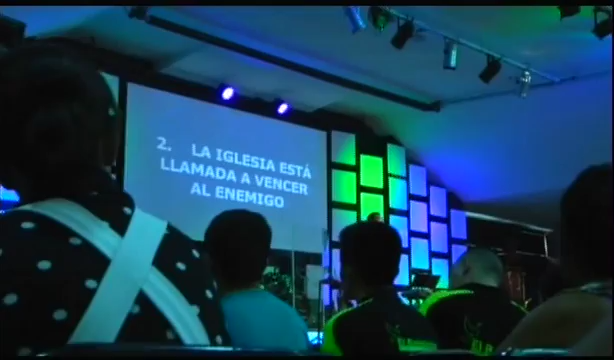 2. LA IGLESIA ESTÁ
LLAMADA A VENCER
AL ENEMIGO